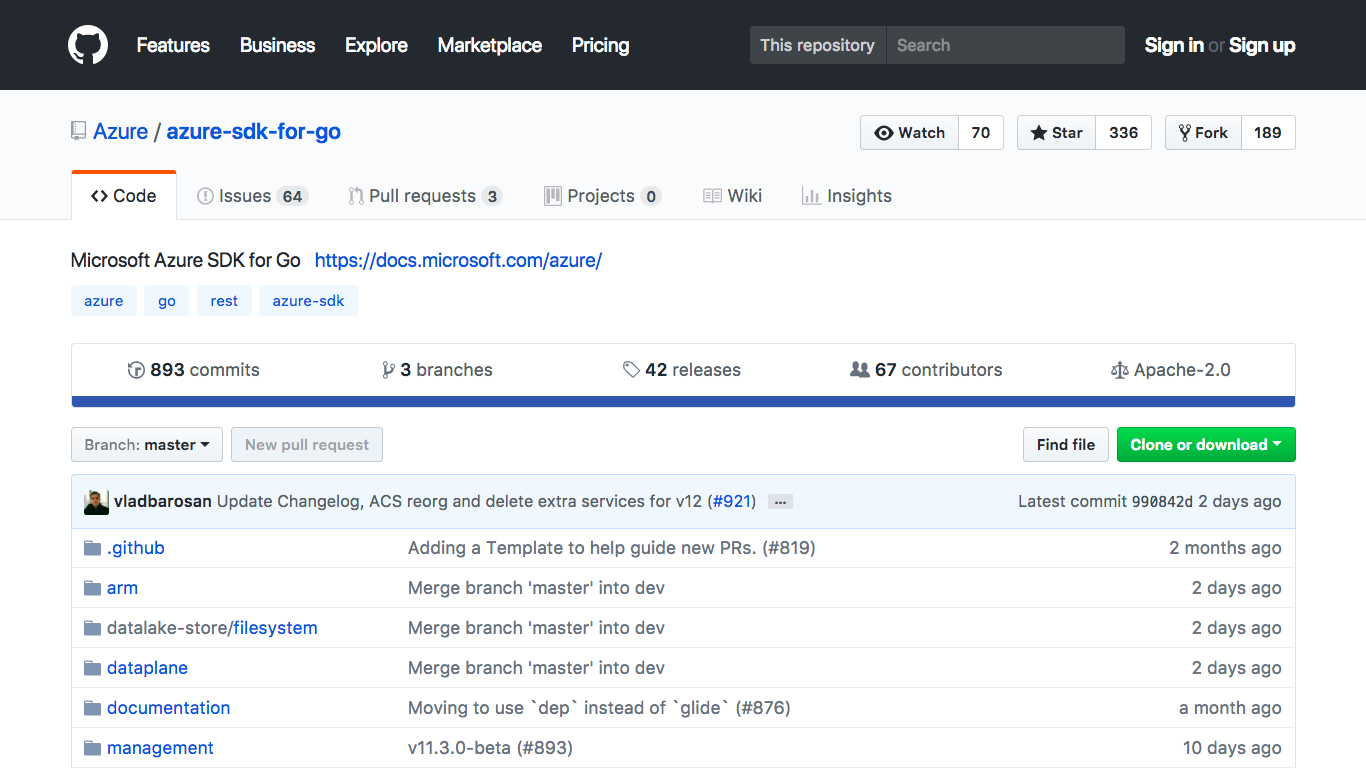 Features Business Explore Marketplace Pricing This repository Search Sign in or Sign up
Azure / azure-sdk-for-go Watch 70 Star 336 Fork 189
Code Issues 64 Pull requests 3 Projects 0 Wiki Insights
Microsoft Azure SDK for Go https://docs.microsoft.com/azure/
azure go rest azure-sdk
893 commits 3 branches 42 releases 67 contributors Apache-2.0
Branch: master New pull request Find file Clone or download
vladbarosan Update Changelog, ACS reorg and delete extra services for v12 (#921) … Latest commit 990842d 2 days ago
.github Adding a Template to help guide new PRs. (#819) 2 months ago
arm Merge branch 'master' into dev 2 days ago
datalake-store/filesystem Merge branch 'master' into dev 2 days ago
dataplane Merge branch 'master' into dev 2 days ago
documentation Moving to use `dep` instead of `glide` (#876) a month ago
management v11.3.0-beta (#893) 10 days ago